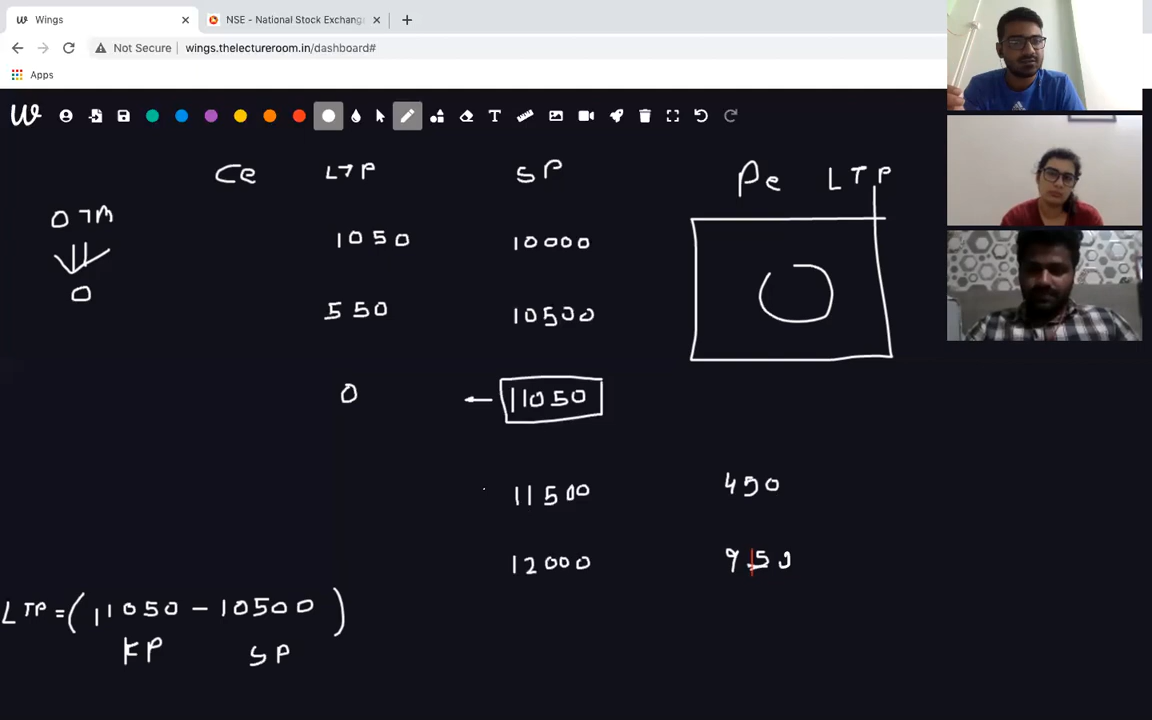 Wings
NSE - National Stock Exchang
Not Secure
wings.thelectureroom.in/dashboard#
Apps
W
T
Ce LTP SP Pe LTP
OTM
0
1050 10000
550 10500
0 11050
11500 450
12000 950
LTP = (11050 - 10500)
FP SP